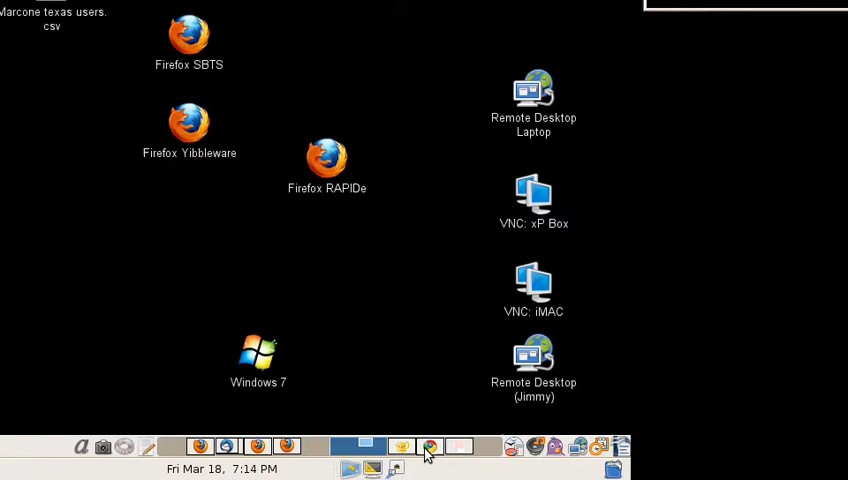 Marcone texas users.
csv
Firefox SBTS
Firefox Yibbleware
Firefox RAPIDe
Remote Desktop
Laptop
VNC: xP Box
VNC: iMAC
Windows 7
Remote Desktop
(Jimmy)
a
Fri Mar 18, 7:14 PM